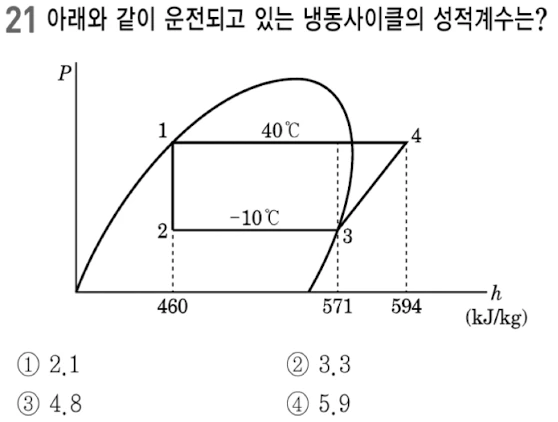 21 아래와 같이 운전되고 있는 냉동사이클의 성적계수는?
P
1 40℃ 4
2 -10℃ 3
460 571 594 h
(kJ/kg)
① 2.1 ② 3.3
③ 4.8 ④ 5.9